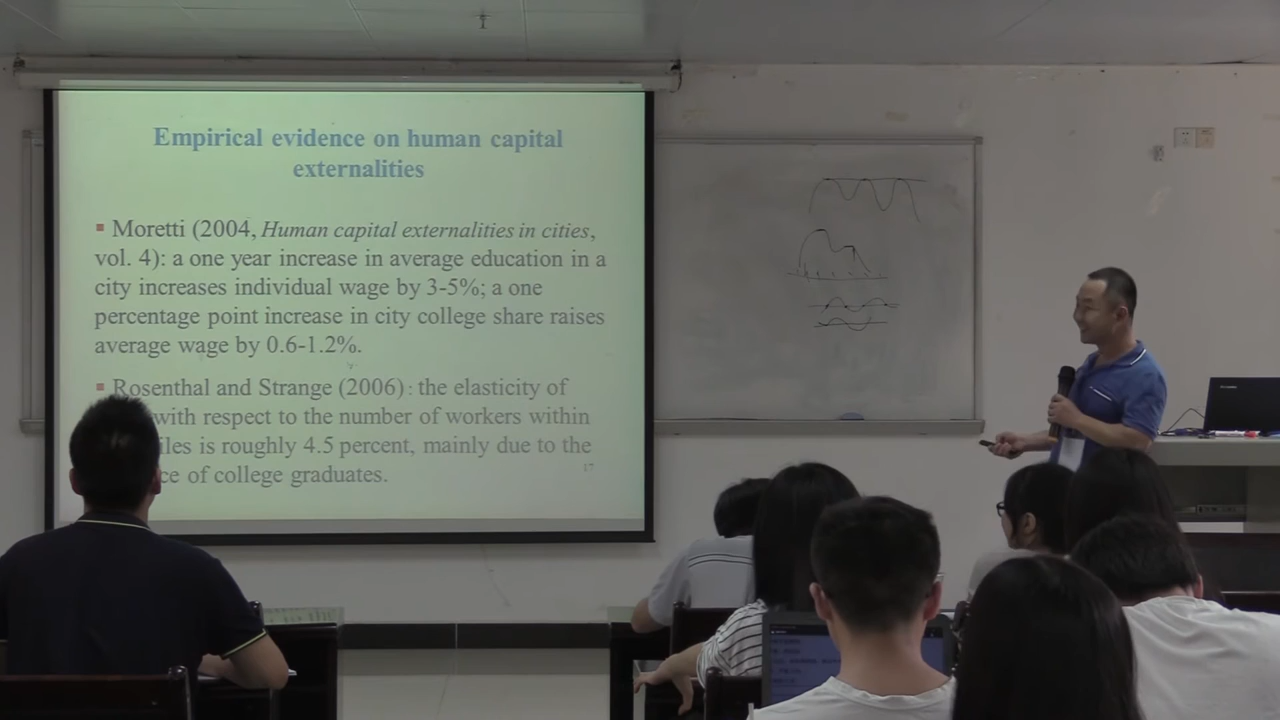 Empirical evidence on human capital
externalities
▪ Moretti (2004, Human capital externalities in cities,
vol. 4): a one year increase in average education in a
city increases individual wage by 3-5%; a one
percentage point increase in city college share raises
average wage by 0.6-1.2%.
▪ Rosenthal and Strange (2006): the elasticity of
with respect to the number of workers within
is roughly 4.5 percent, mainly due to the
of college graduates.
17